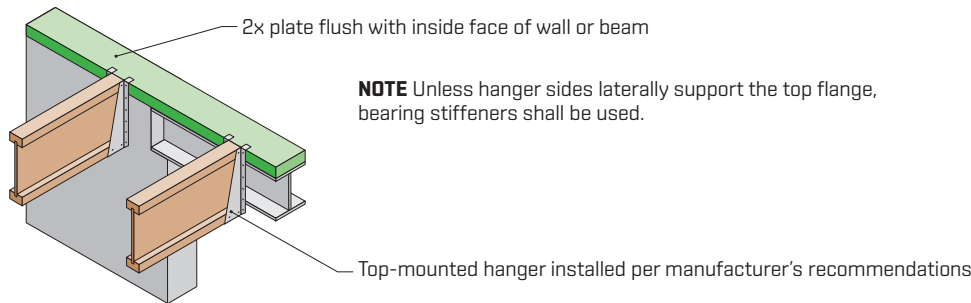 2x plate flush with inside face of wall or beam
NOTE Unless hanger sides laterally support the top flange,
bearing stiffeners shall be used.
Top-mounted hanger installed per manufacturer’s recommendations